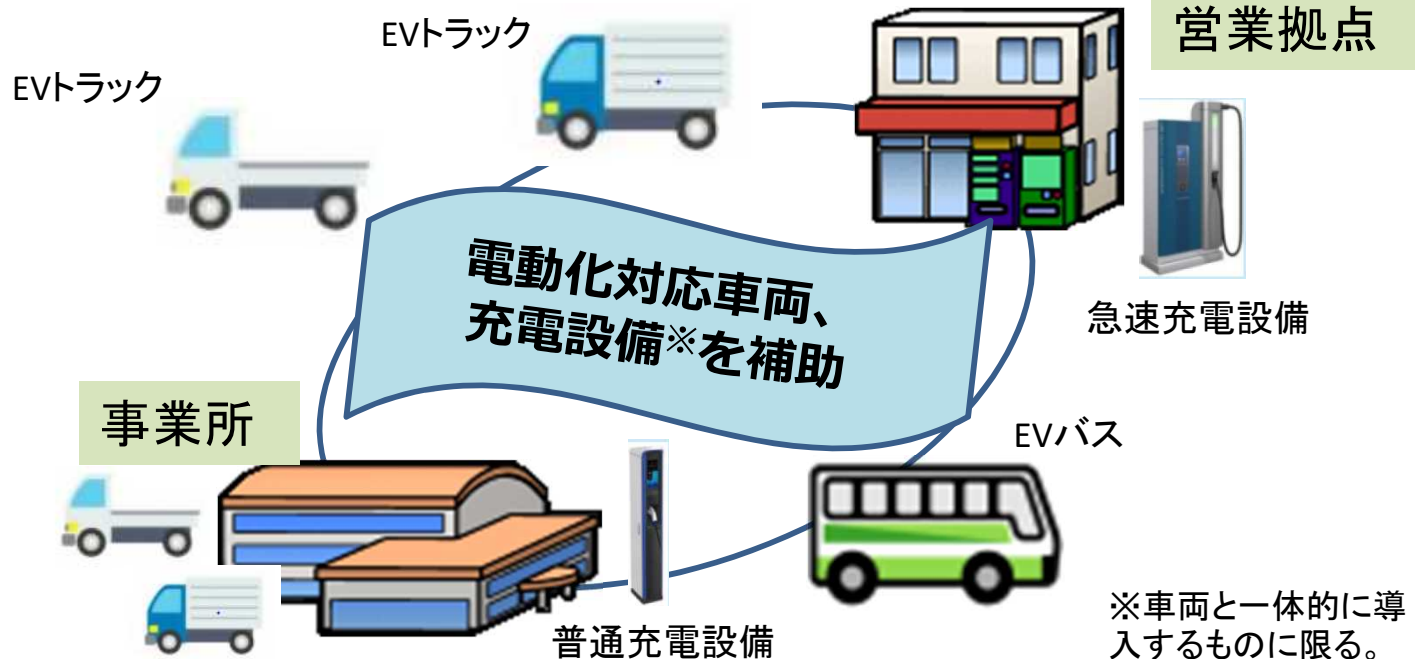 EVトラック
EVトラック
営業拠点
急速充電設備
電動化対応車両、
充電設備※を補助
事業所
EVバス
普通充電設備
※車両と一体的に導
入するものに限る。